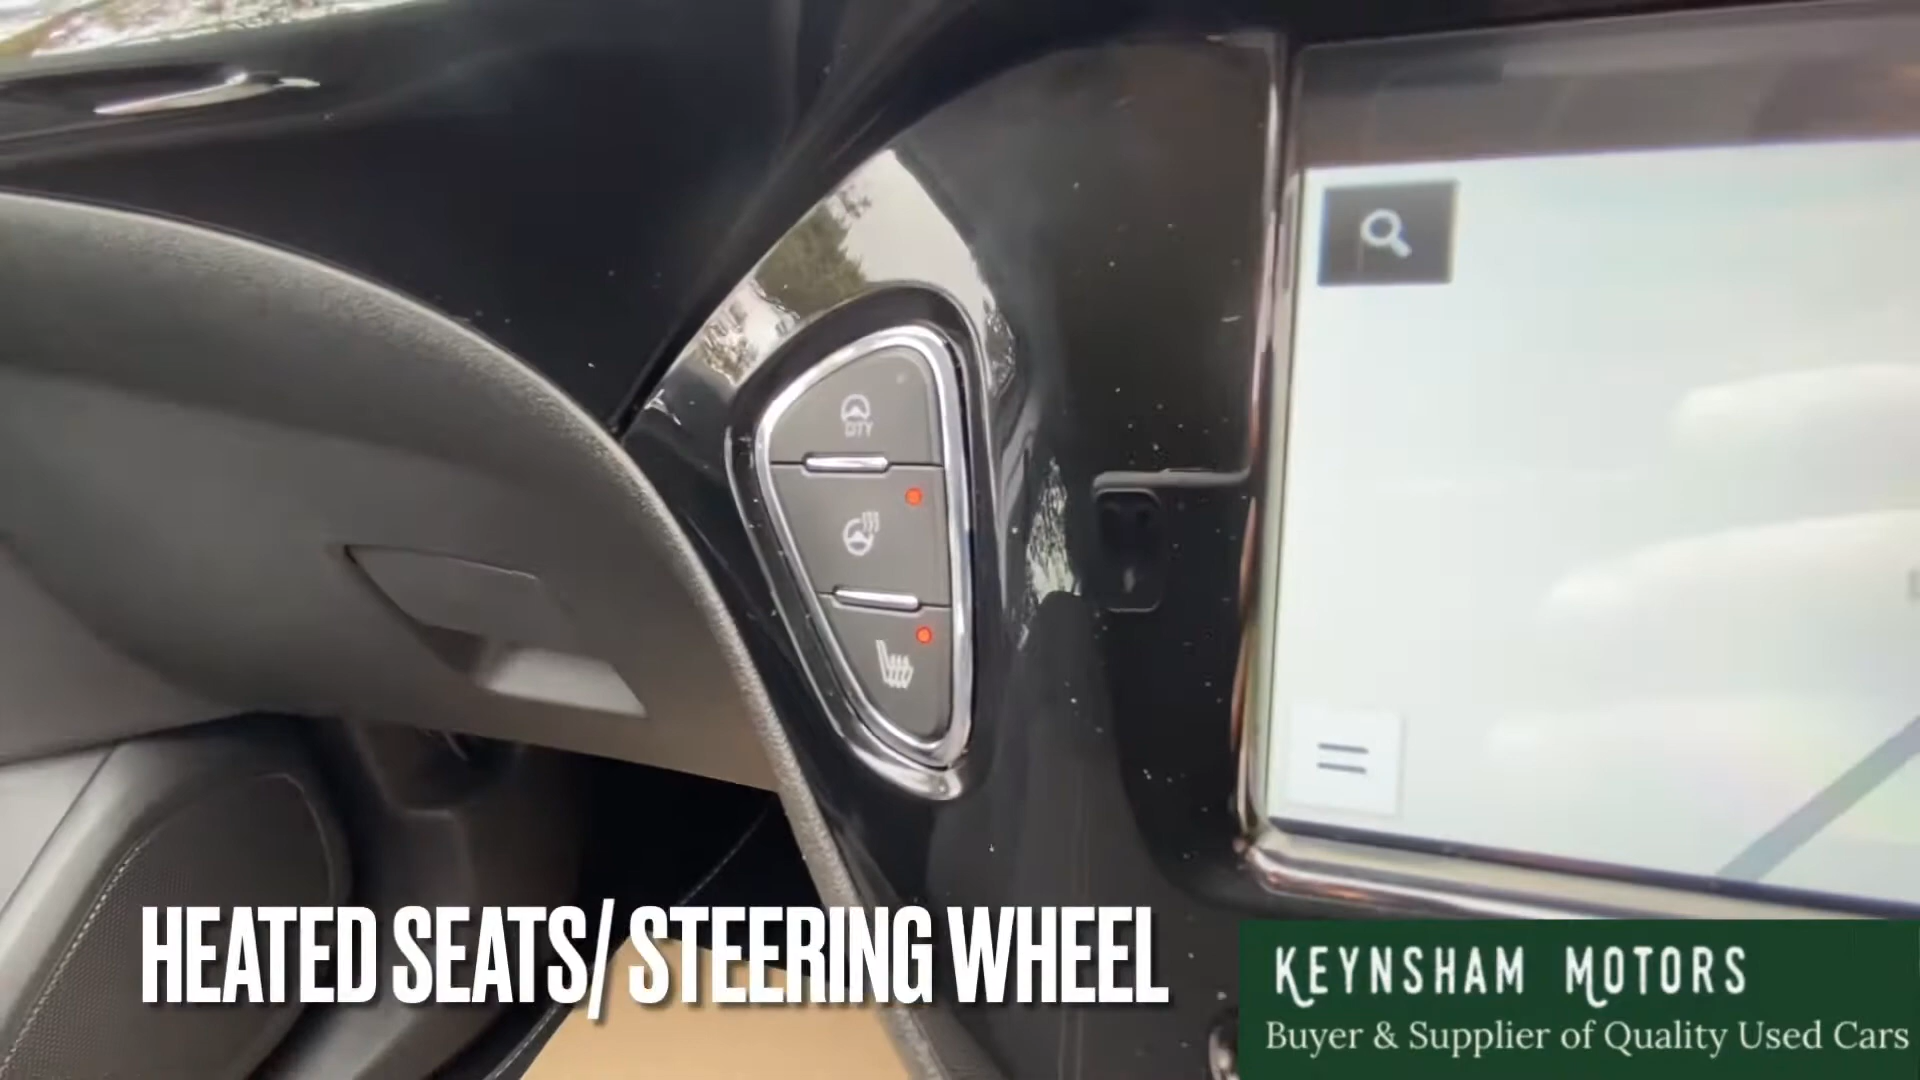 CITY
HEATED SEATS/ STEERING WHEEL
KEYNSHAM MOTORS
Buyer & Supplier of Quality Used Cars